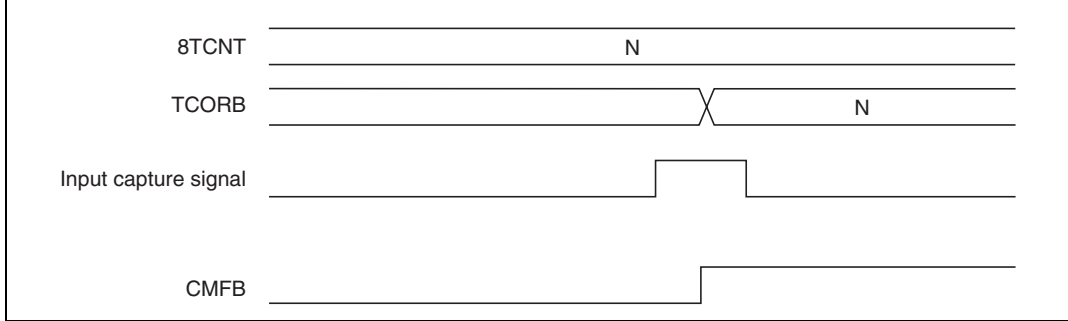 8TCNT
N
TCORB
N
Input capture signal
CMFB